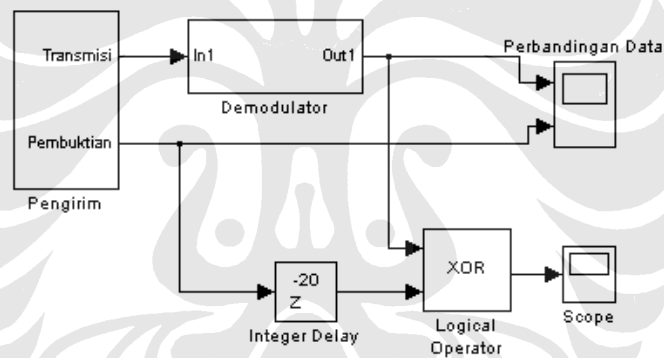 Transmisi
In1
Out1
Perbandingan Data
Demodulator
Pembuktian
Pengirim
-20
Z
Integer Delay
XOR
Logical
Operator
Scope